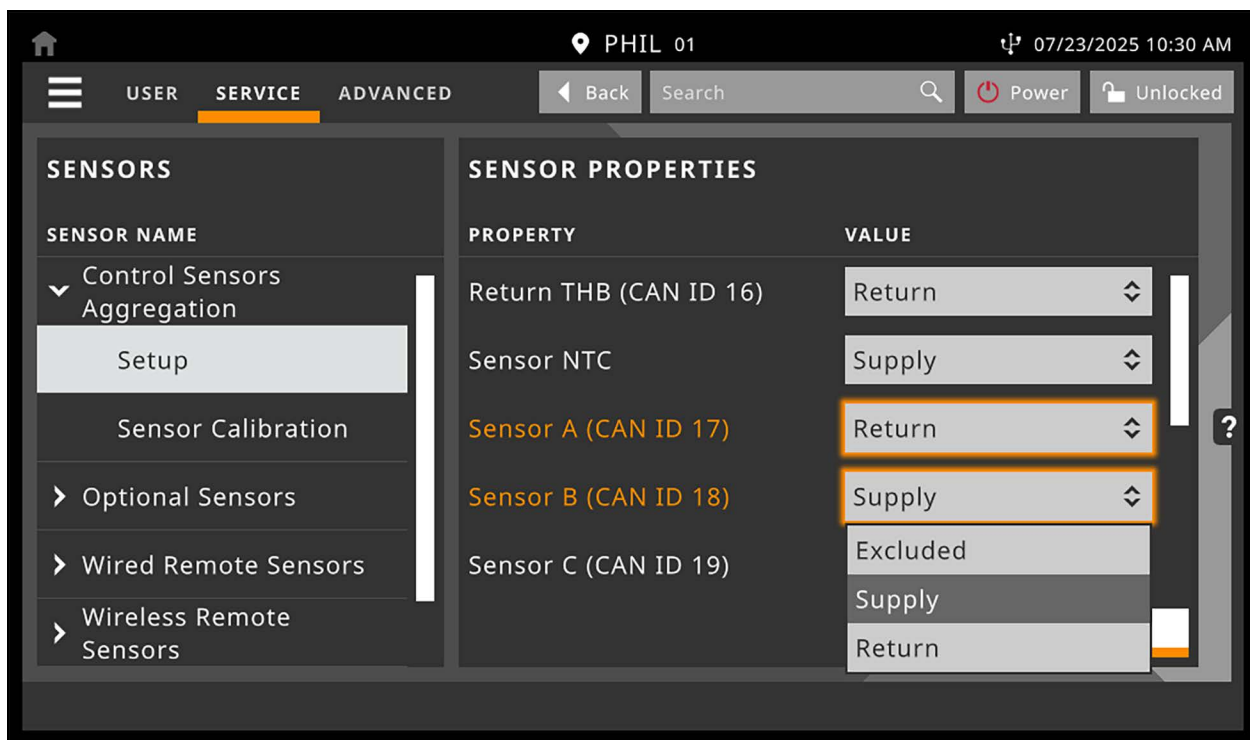 PHIL 01
07/23/2025 10:30 AM
USER SERVICE ADVANCED
Back
Search
Power
Unlocked
SENSORS
SENSOR NAME
Control Sensors
Aggregation
Setup
Sensor Calibration
Optional Sensors
Wired Remote Sensors
Wireless Remote
Sensors
SENSOR PROPERTIES
PROPERTY VALUE
Return THB (CAN ID 16) Return
Sensor NTC Supply
Sensor A (CAN ID 17) Return
Sensor B (CAN ID 18) Supply
Excluded
Sensor C (CAN ID 19)
Supply
Return
?